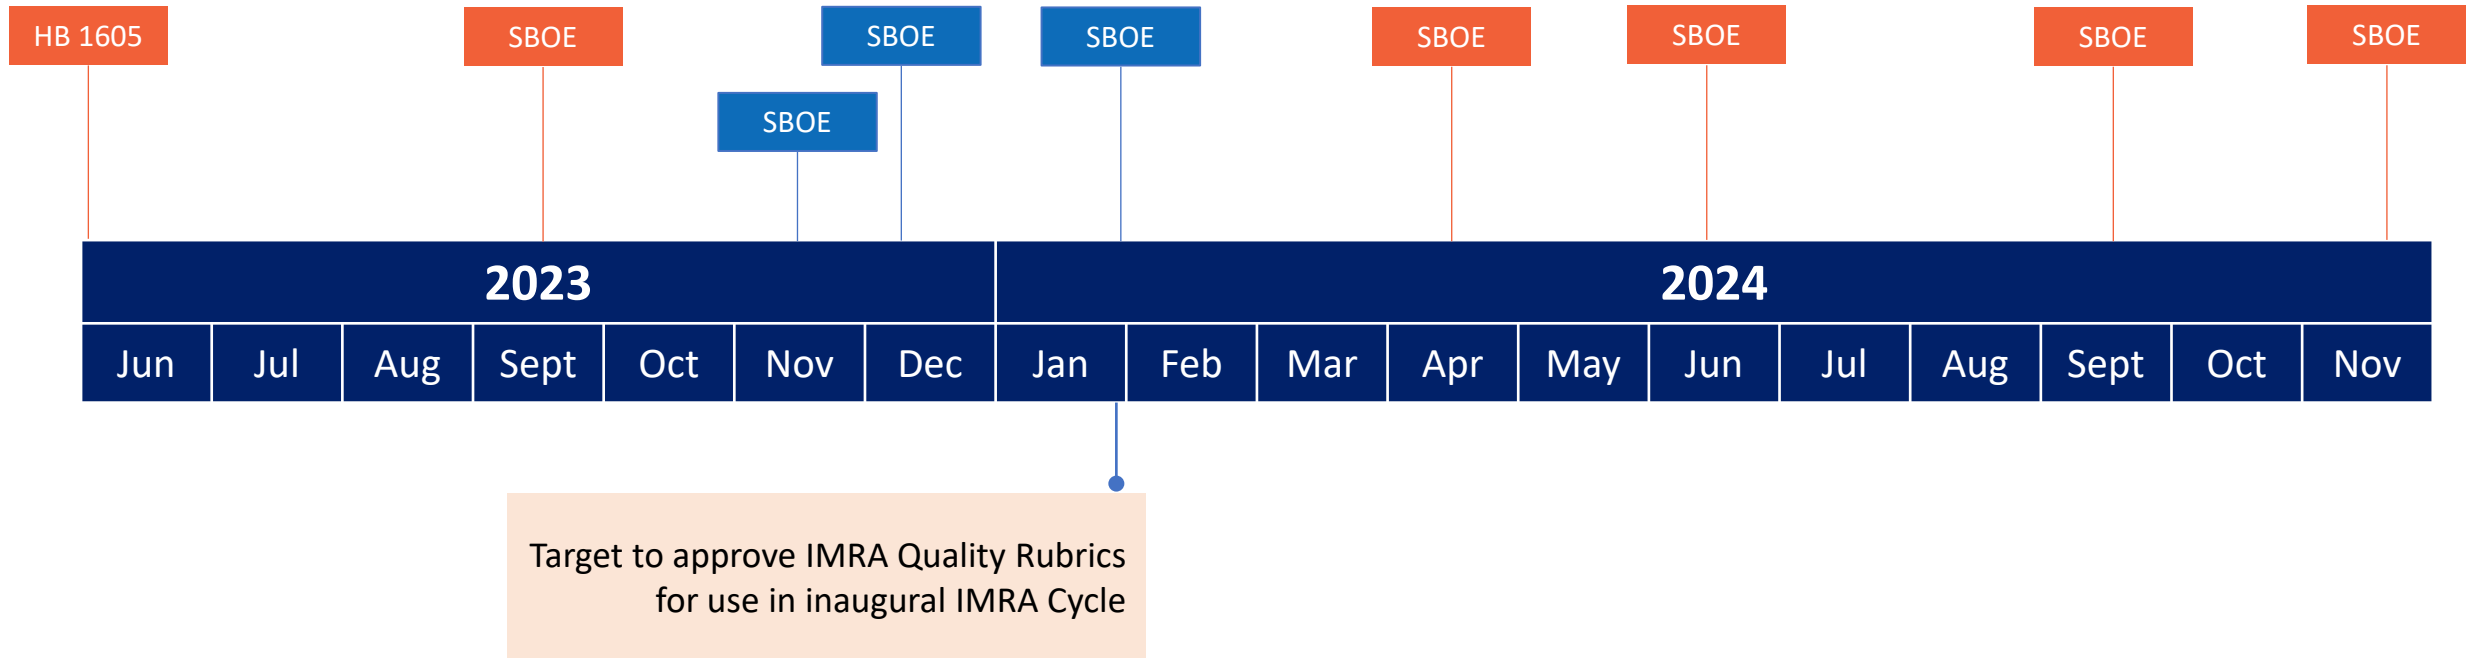 HB 1605
SBOE
SBOE
SBOE
SBOE
SBOE
SBOE
SBOE
SBOE
2023
2024
Jun
Jul
Aug
Sept
Oct
Nov
Dec
Jan
Feb
Mar
Apr
May
Jun
Jul
Aug
Sept
Oct
Nov
Target to approve IMRA Quality Rubrics
for use in inaugural IMRA Cycle